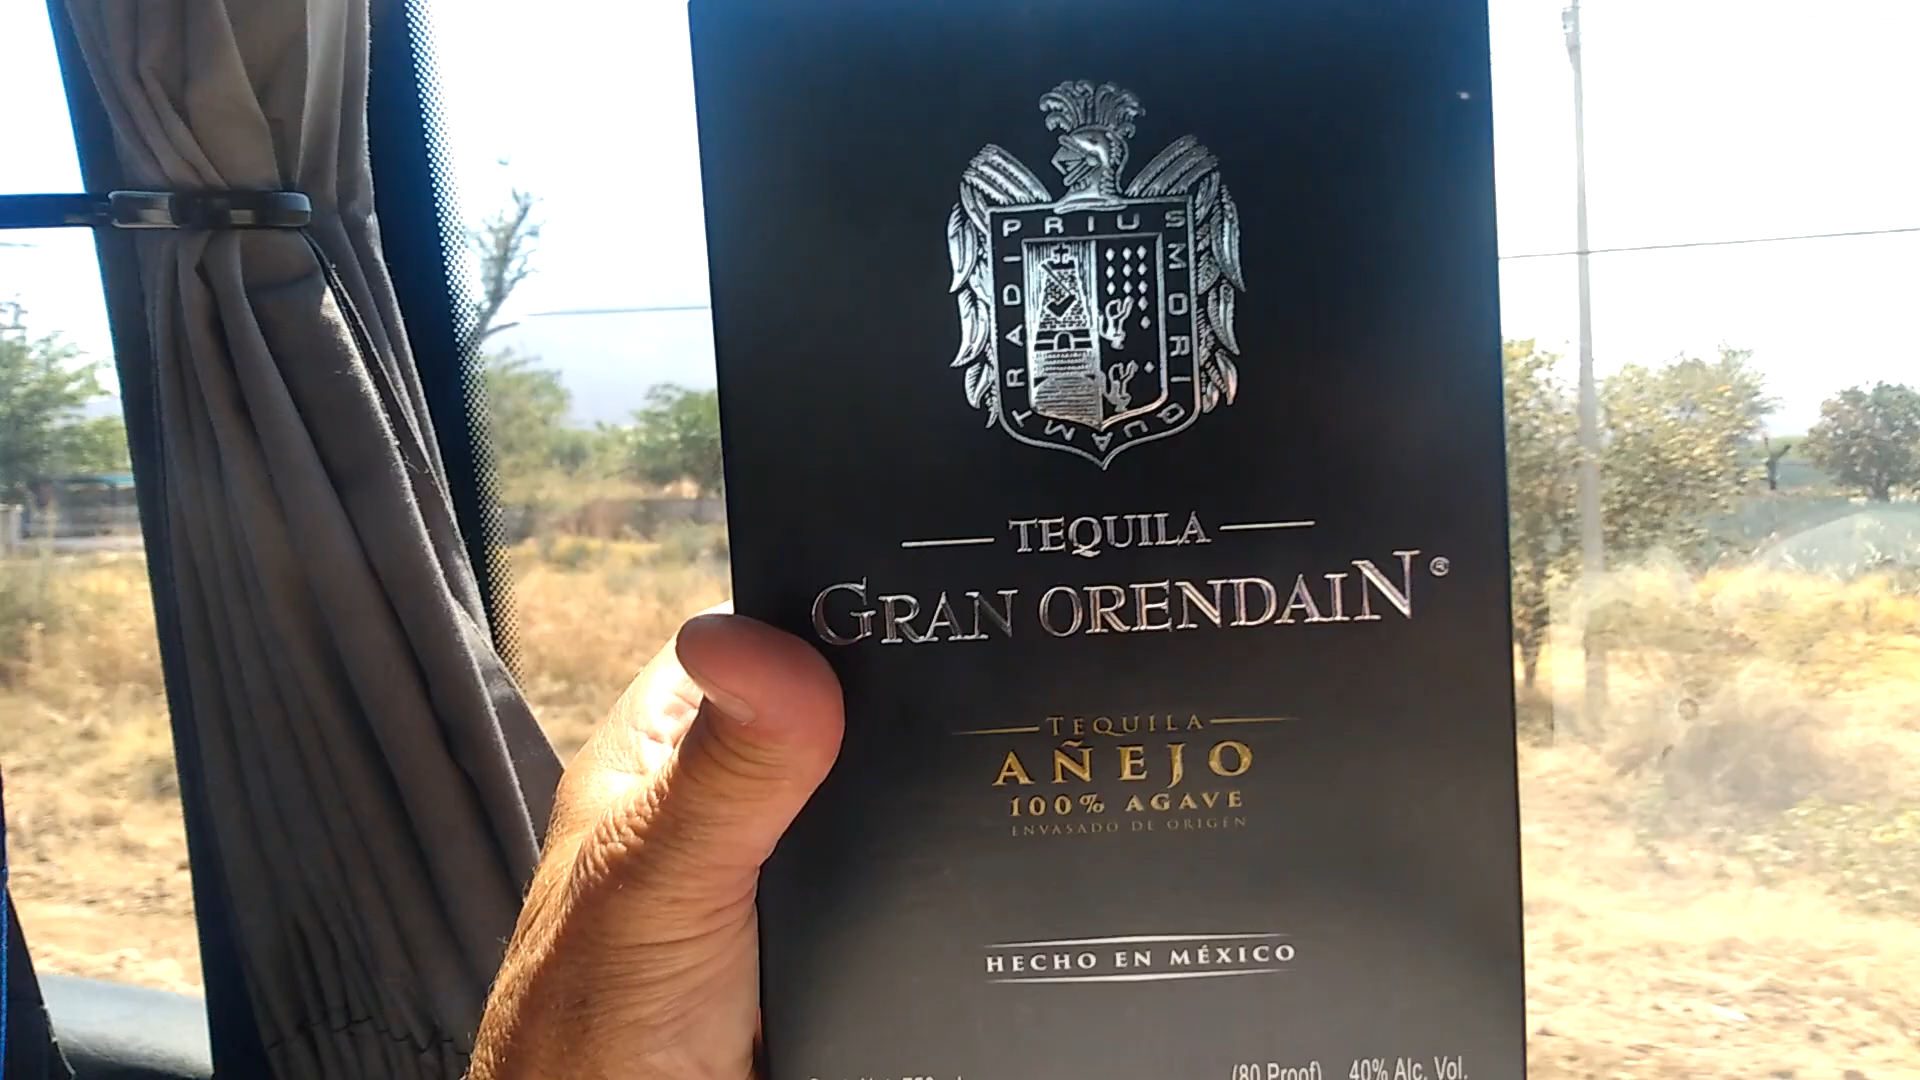 PRIUS MORI QUAM TRADI
TEQUILA
GRAN ORENDAIN®
TEQUILA
AÑEJO
100% AGAVE
ENVASADO DE ORIGEN
HECHO EN MÉXICO
(80 Proof) 40% Alc. Vol.